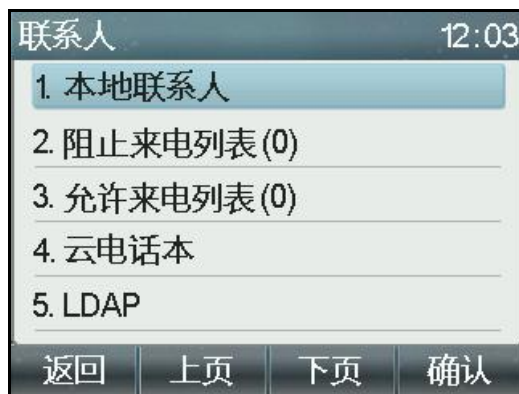 联系人 12:03
1. 本地联系人
2. 阻止来电列表(0)
3. 允许来电列表(0)
4. 云电话本
5. LDAP
返回 上页 下页 确认